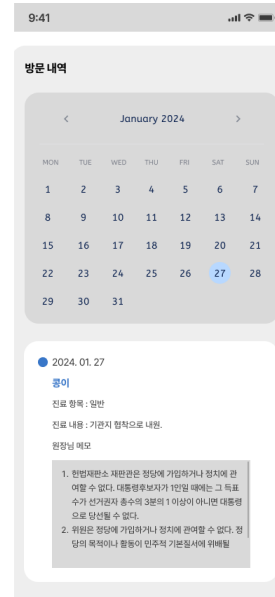 9:41
방문 내역
January 2024
MON TUE WED THU FRI SAT SUN
1 2 3 4 5 6 7
8 9 10 11 12 13 14
15 16 17 18 19 20 21
22 23 24 25 26 27 28
29 30 31
2024. 01. 27
콩이
진료 항목 : 일반
진료 내용 : 기관지 협착으로 내원.
원장님 메모
1. 헌법재판소 재판관은 정당에 가입하거나 정치에 관
여할 수 없다. 대통령후보자가 1인일 때에는 그 득표
수가 선거권자 총수의 3분의 1 이상이 아니면 대통령
으로 당선될 수 없다.
2. 위원은 정당에 가입하거나 정치에 관여할 수 없다. 정
당의 목적이나 활동이 민주적 기본질서에 위배될